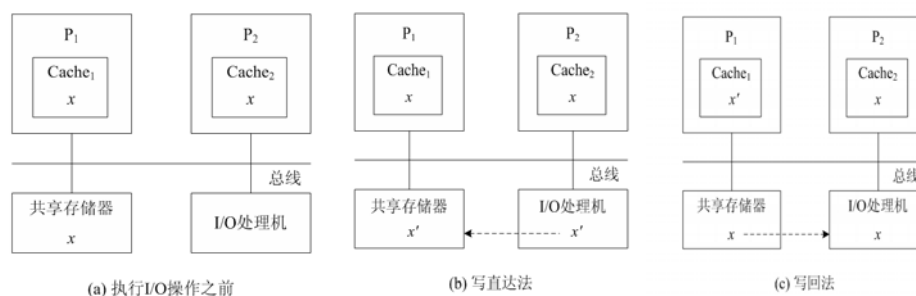 P₁
Cache₁
x
P₂
Cache₂
x
总线
共享存储器
x
I/O处理机
(a) 执行I/O操作之前
P₁
Cache₁
x
P₂
Cache₂
x
总线
共享存储器
x'
I/O处理机
x'
(b) 写直达法
P₁
Cache₁
x'
P₂
Cache₂
x
总线
共享存储器
x
I/O处理机
x
(c) 写回法